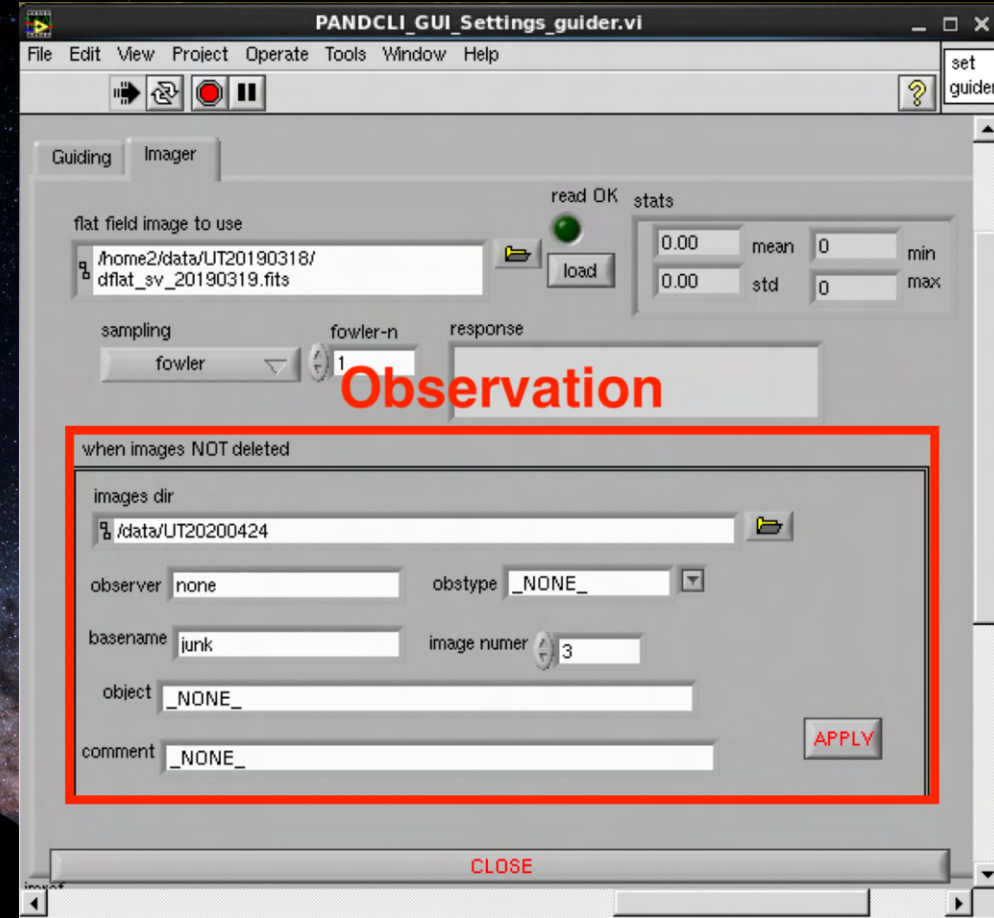 PANDCLI_GUI_Settings_guider.vi
File Edit View Project Operate Tools Window Help
set
guider
Guiding Imager
read OK stats
flat field image to use
/home2/data/UT20190318/
dflat_sv_20190319.fits
load
0.00 mean 0 min
0.00 std 0 max
sampling fowler-n response
fowler 1
Observation
when images NOT deleted
images dir
/data/UT20200424
observer none obstype _NONE_
basename junk image numer 3
object _NONE_
comment _NONE_
APPLY
CLOSE